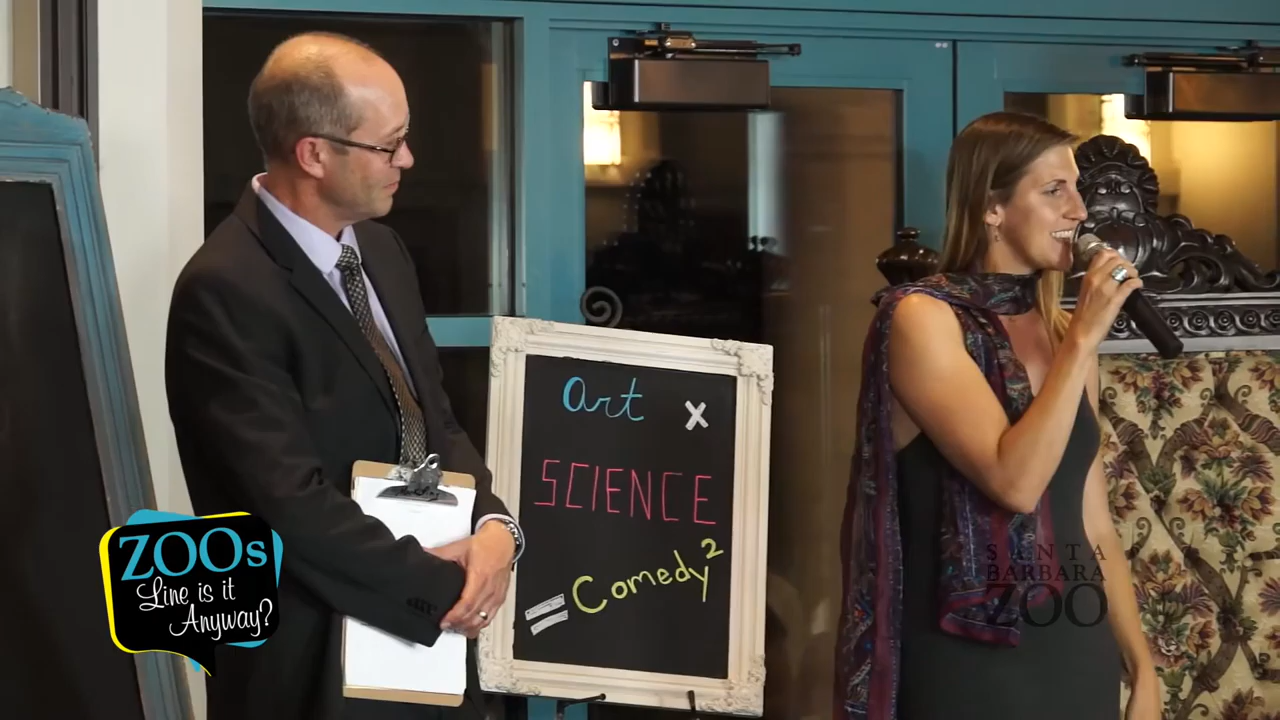 Art x
SCIENCE
= Comedy²
ZOOs
Line is it
Anyway?
SANTA
BARBARA
ZOO